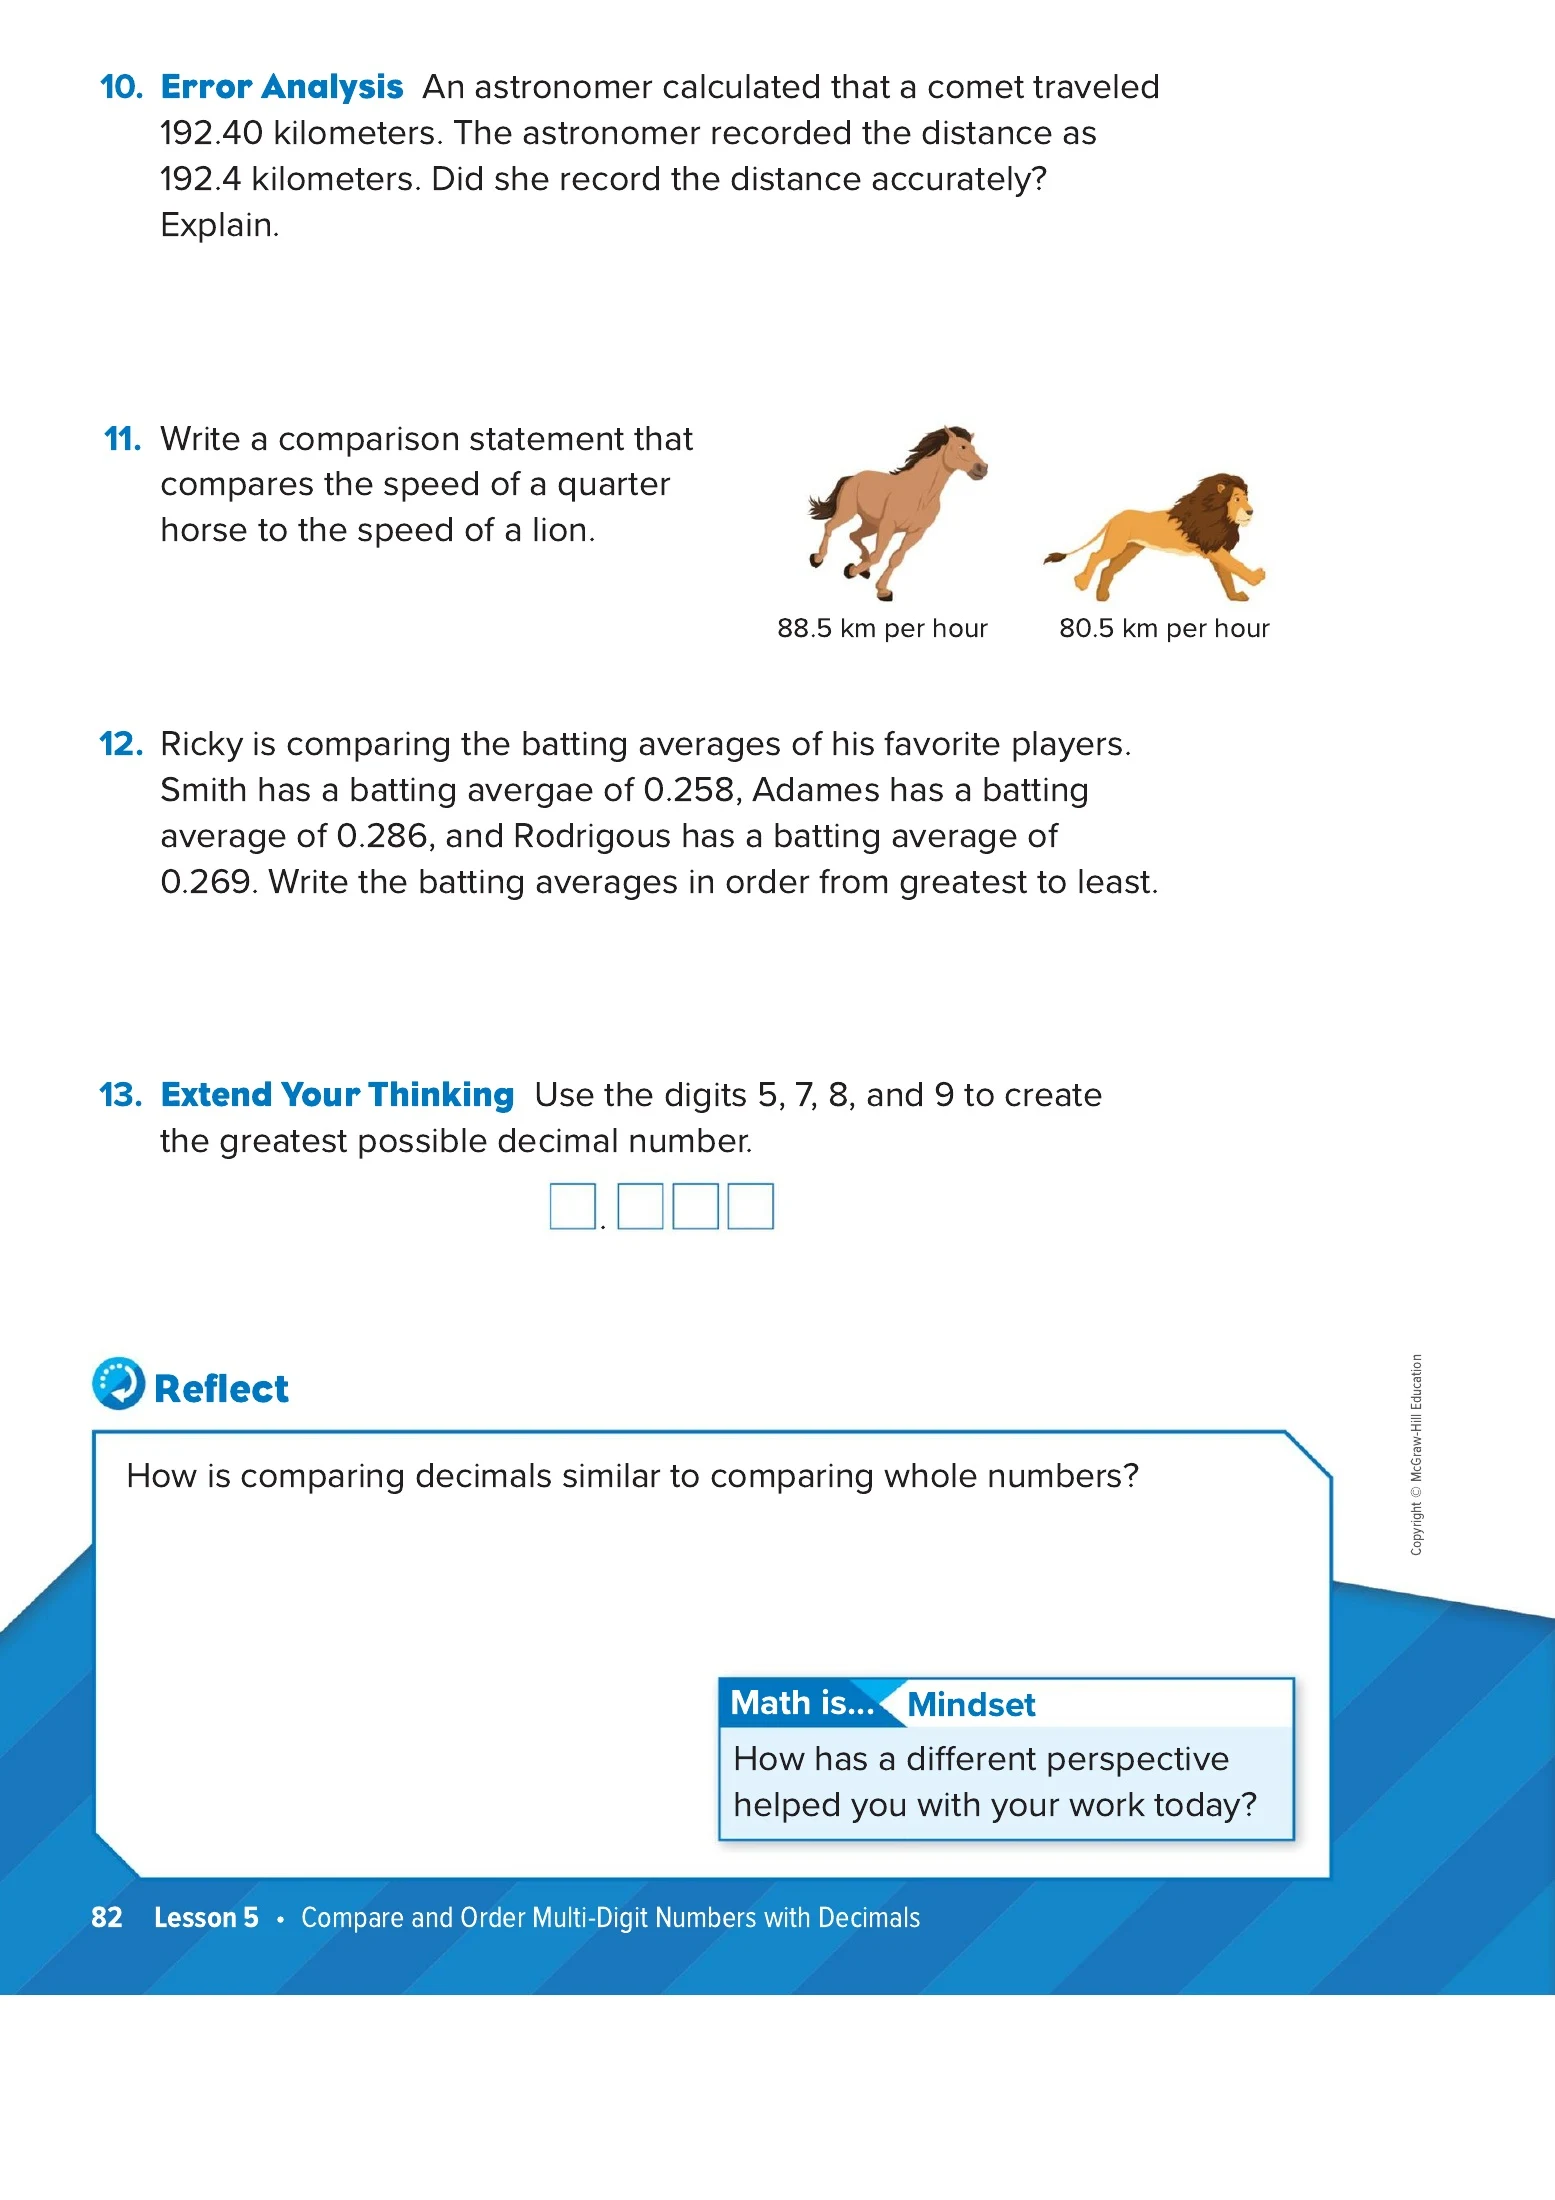 10. Error Analysis An astronomer calculated that a comet traveled
192.40 kilometers. The astronomer recorded the distance as
192.4 kilometers. Did she record the distance accurately?
Explain.
11. Write a comparison statement that
compares the speed of a quarter
horse to the speed of a lion.
88.5 km per hour
80.5 km per hour
12. Ricky is comparing the batting averages of his favorite players.
Smith has a batting avergae of 0.258, Adames has a batting
average of 0.286, and Rodrigous has a batting average of
0.269. Write the batting averages in order from greatest to least.
13. Extend Your Thinking Use the digits 5, 7, 8, and 9 to create
the greatest possible decimal number.
.
Reflect
How is comparing decimals similar to comparing whole numbers?
Math is... Mindset
How has a different perspective
helped you with your work today?
82 Lesson 5 • Compare and Order Multi-Digit Numbers with Decimals
Copyright © McGraw-Hill Education